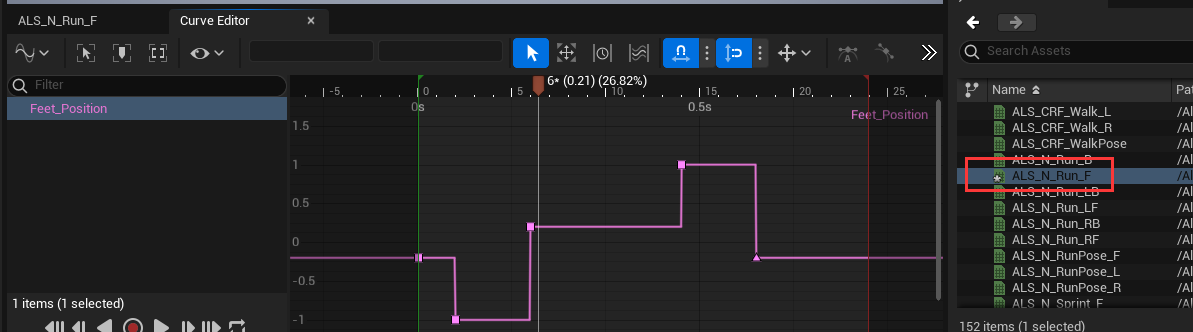 ALS_N_Run_F
Curve Editor
Filter
Feet_Position
6* (0.21) (26.82%)
-5 0 5 10 15 20 25
0s 0.5s
Feet_Position
1.5
1
0.5
0
-0.5
-1
1 items (1 selected)
Search Assets
Name
Pat
ALS_CRF_Walk_L /Al
ALS_CRF_Walk_R /Al
ALS_CRF_WalkPose /Al
ALS_N_Run_B /Al
ALS_N_Run_F /Al
ALS_N_Run_LB /Al
ALS_N_Run_LF /Al
ALS_N_Run_RB /Al
ALS_N_Run_RF /Al
ALS_N_RunPose_F /Al
ALS_N_RunPose_L /Al
ALS_N_RunPose_R /Al
ALS_N_Sprint_F /Al
152 items (1 selected)